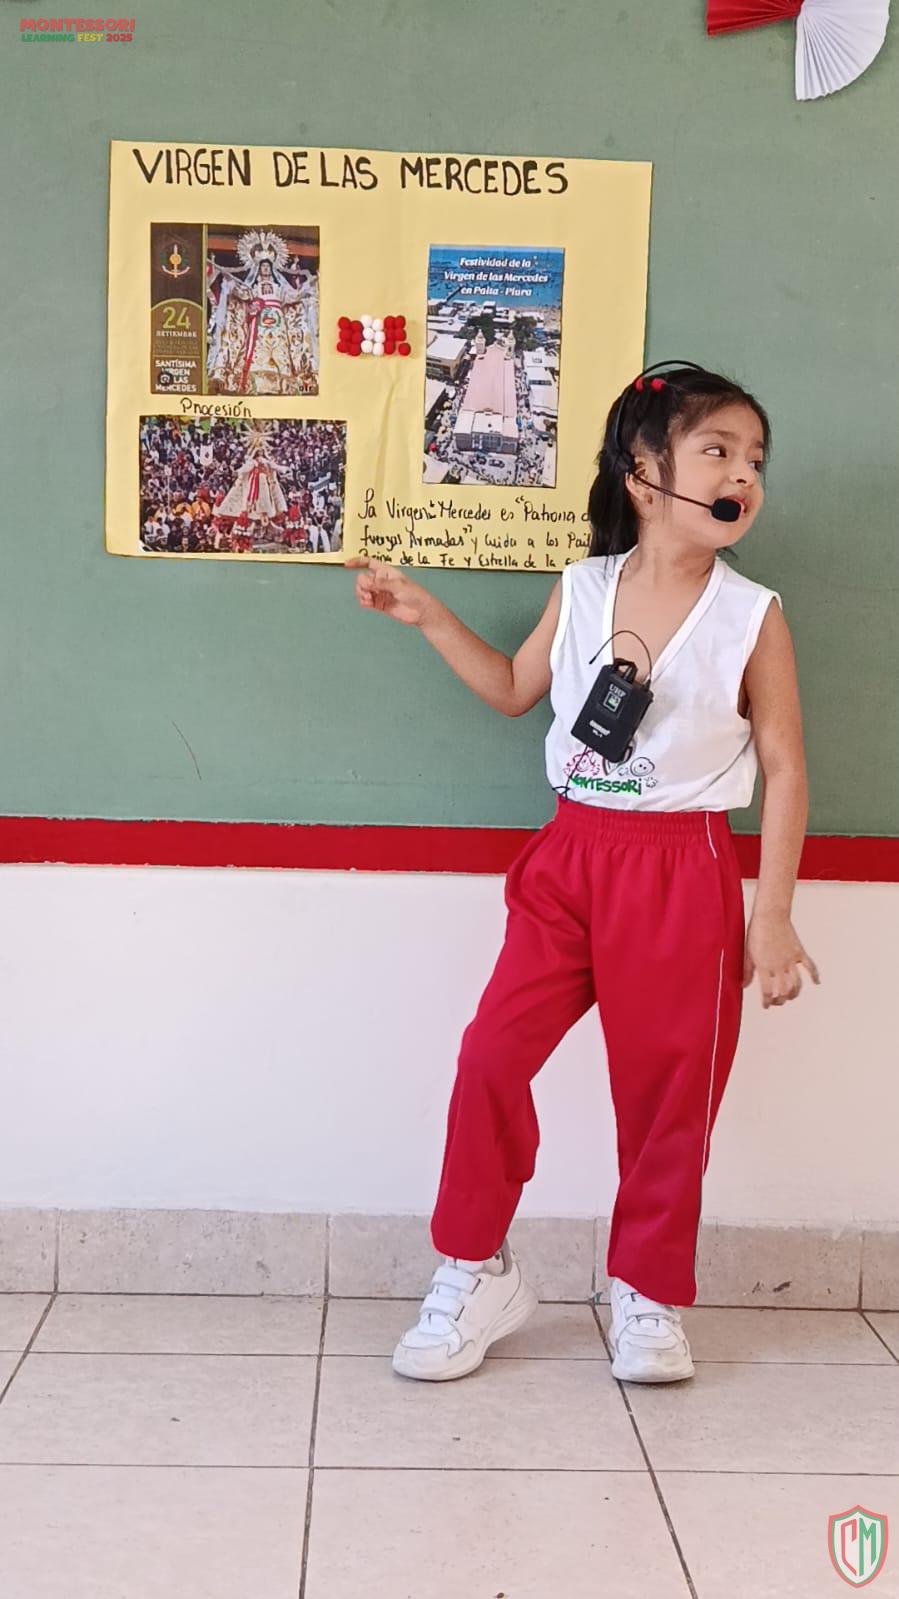 MONTESSORI
LEARNING FEST 2025
VIRGEN DE LAS MERCEDES
24
SETIEMBRE
SANTÍSIMA
VIRGEN
DE LAS
MERCEDES
Festividad de la
Virgen de las Mercedes
en Paita - Piura
Procesión
La Virgen Mercedes es "Patrona
fuerzas Armadas" y Cuida a los
Reina de la Fe y Estrella de la
UHF
MONTESSORI
CM